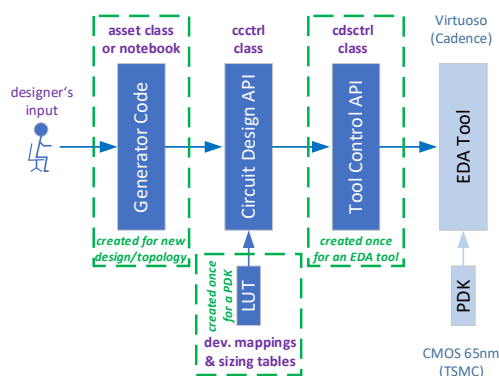 asset class
or notebook
ccctrl
class
cdsctrl
class
Virtuoso
(Cadence)
designer's
input
Generator Code
Circuit Design API
Tool Control API
EDA Tool
created for new
design/topology
created once
for an EDA tool
created once
for a PDK
LUT
PDK
dev. mappings
& sizing tables
CMOS 65nm
(TSMC)